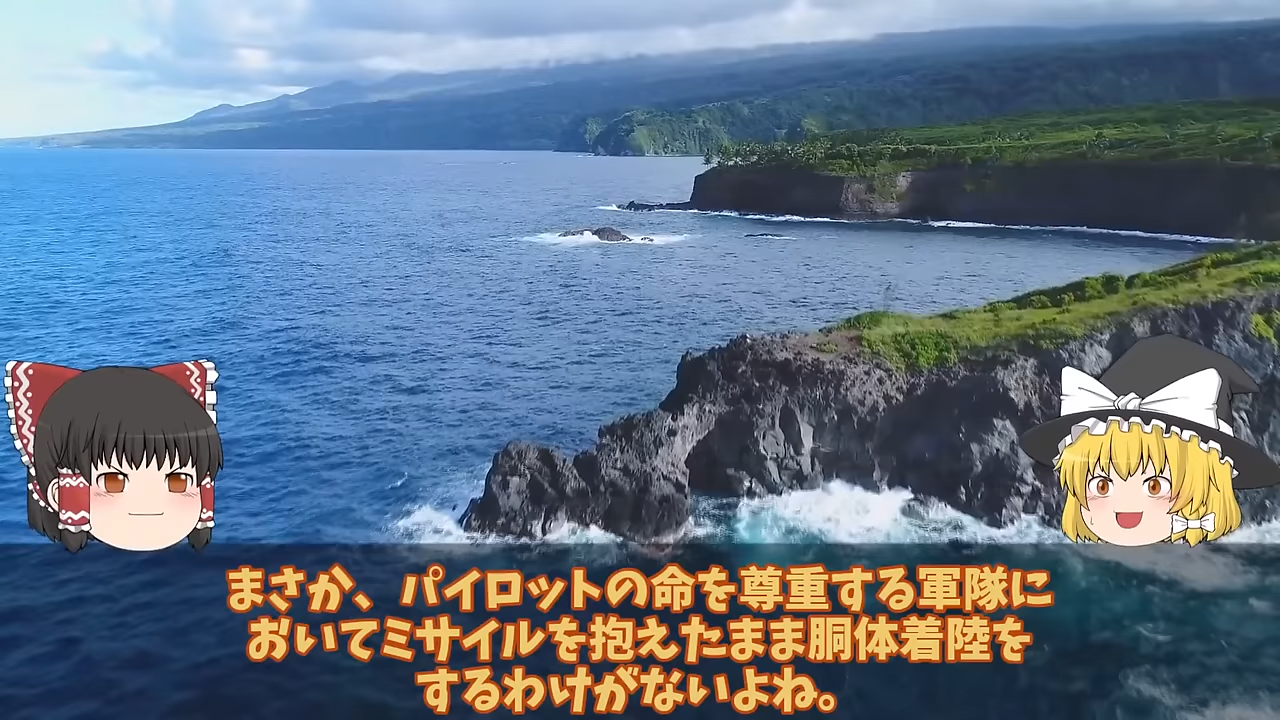 まさか、パイロットの命を尊重する軍隊に
おいてミサイルを抱えたまま胴体着陸を
するわけがないよね。